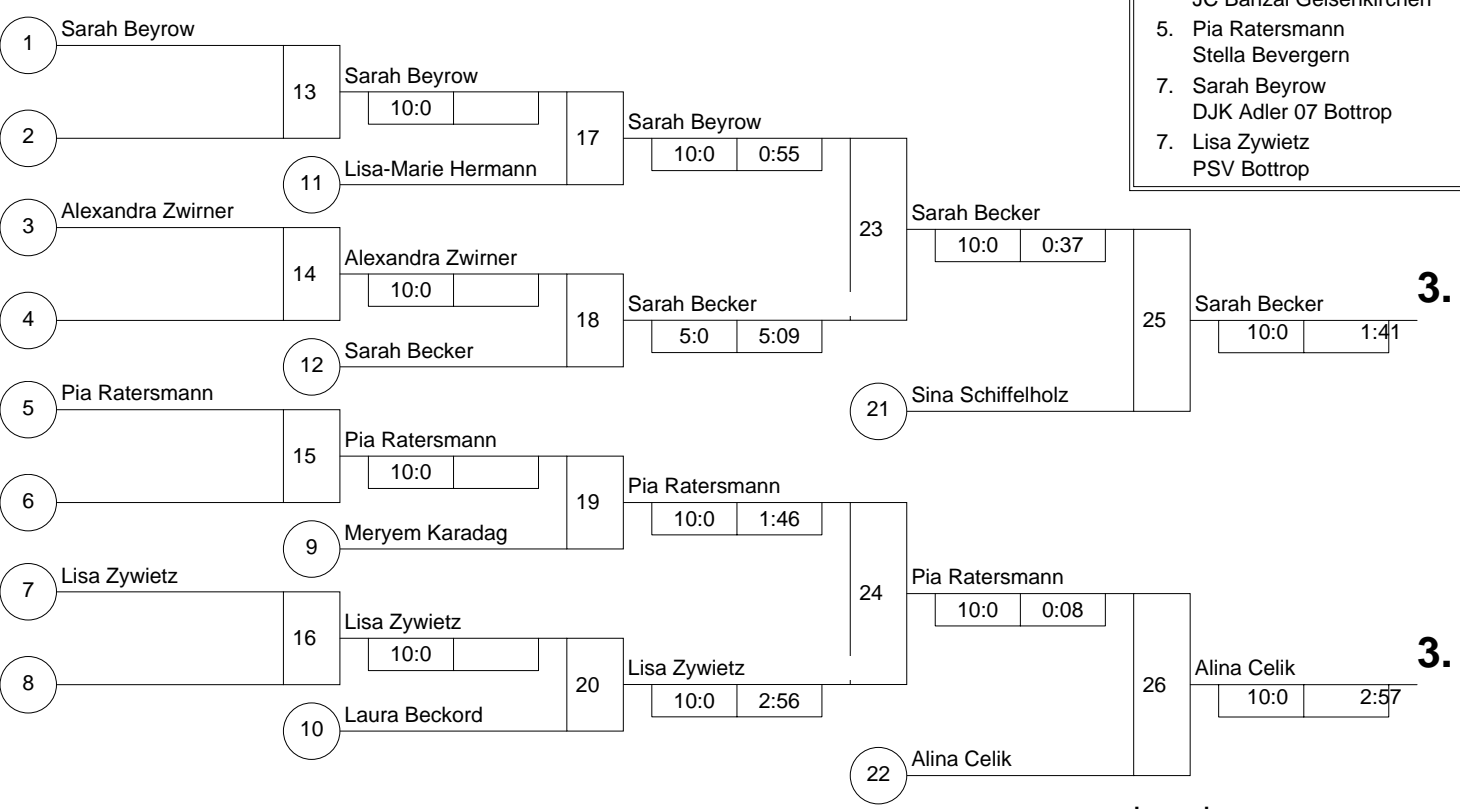 JC Banzai Gelsenkirchen
5. Pia Ratersmann
Stella Bevergern
7. Sarah Beyrow
DJK Adler 07 Bottrop
7. Lisa Zywietz
PSV Bottrop
1 Sarah Beyrow
13 Sarah Beyrow
10:0
2
17 Sarah Beyrow
10:0 0:55
11 Lisa-Marie Hermann
3 Alexandra Zwirner
23 Sarah Becker
10:0 0:37
14 Alexandra Zwirner
10:0
4
18 Sarah Becker
5:0 5:09
12 Sarah Becker
25 Sarah Becker 3.
10:0 1:41
5 Pia Ratersmann
21 Sina Schiffelholz
15 Pia Ratersmann
10:0
6
19 Pia Ratersmann
10:0 1:46
9 Meryem Karadag
7 Lisa Zywietz
24 Pia Ratersmann
10:0 0:08
16 Lisa Zywietz
10:0
8
20 Lisa Zywietz
10:0 2:56
10 Laura Beckord
26 Alina Celik 3.
10:0 2:57
22 Alina Celik